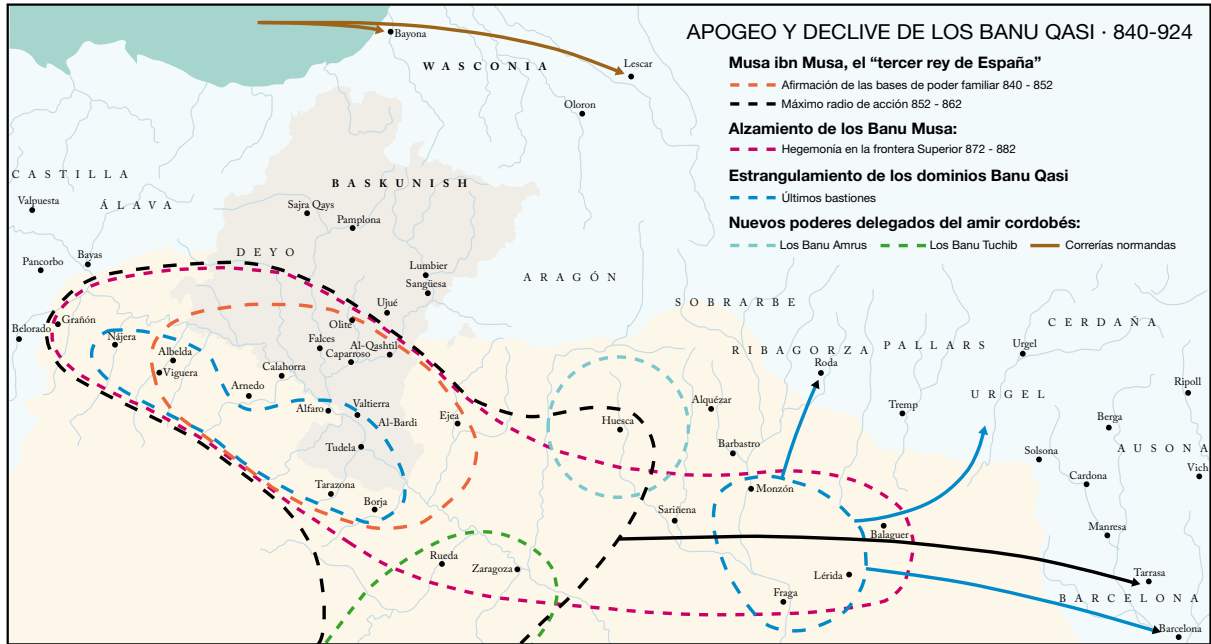 APOGEO Y DECLIVE DE LOS BANU QASI · 840-924
Musa ibn Musa, el “tercer rey de España”
Afirmación de las bases de poder familiar 840 - 852
Máximo radio de acción 852 - 862
Alzamiento de los Banu Musa:
Hegemonía en la frontera Superior 872 - 882
Estrangulamiento de los dominios Banu Qasi
Últimos bastiones
Nuevos poderes delegados del amir cordobés:
Los Banu Amrus
Los Banu Tuchib
Correrías normandas
Bayona
WASCONIA
Lescar
Oloron
CASTILLA
Valpuesta
ÁLAVA
BASKUNISH
Sajra Qays
Pamplona
Pancorbo
Bayas
DEYO
Lumbier
Sangüesa
ARAGÓN
SOBRARBE
CERDAÑA
Belorado
Grañón
Nájera
Ujué
Olite
Falces
Caparroso
Al-Qashtil
RIBAGORZA
PALLARS
Urgel
Roda
Albelda
Viguera
Arnedo
Calahorra
Ripoll
URGEL
Alfaro
Valtierra
Al-Bardi
Ejea
Huesca
Alquézar
Tremp
Berga
AUSONA
Tudela
Barbastro
Solsona
Cardona
Vich
Tarazona
Borja
Monzón
Sariñena
Balaguer
Manresa
Rueda
Zaragoza
Lérida
Fraga
Tarrasa
BARCELONA
Barcelona